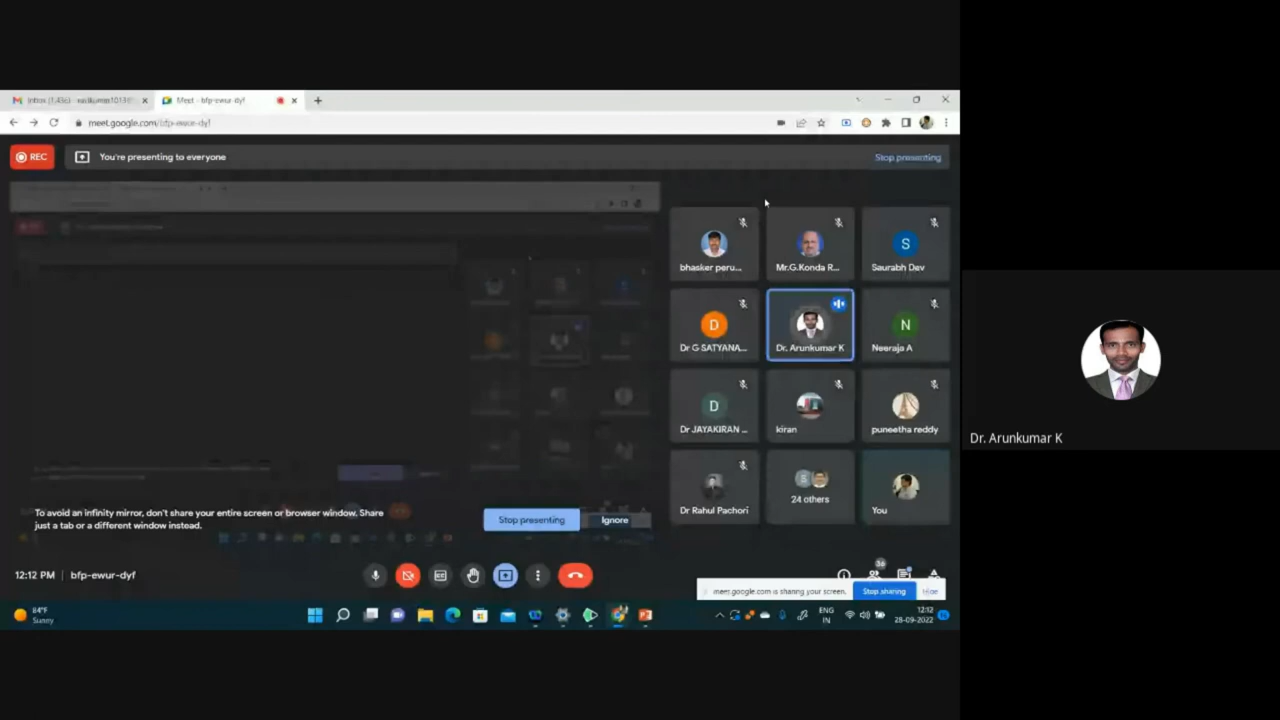 Meet - bfp-ewur-dyf
meet.google.com/bfp-ewur-dyf
REC
You're presenting to everyone
Stop presenting
bhasker peru...
Mr.G.Konda R...
Saurabh Dev
S
Dr G SATYANA...
D
Dr. Arunkumar K
Neeraja A
N
Dr JAYAKIRAN ...
D
kiran
puneetha reddy
Dr Rahul Pachori
S
24 others
You
To avoid an infinity mirror, don't share your entire screen or browser window. Share
just a tab or a different window instead.
Stop presenting
Ignore
12:12 PM | bfp-ewur-dyf
meet.google.com is sharing your screen.
Stop sharing
Hide
84°F
Sunny
ENG
IN
12:12
28-09-2022
Dr. Arunkumar K